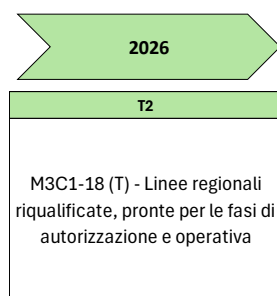 2026
T2
M3C1-18 (T) - Linee regionali
riqualificate, pronte per le fasi di
autorizzazione e operativa